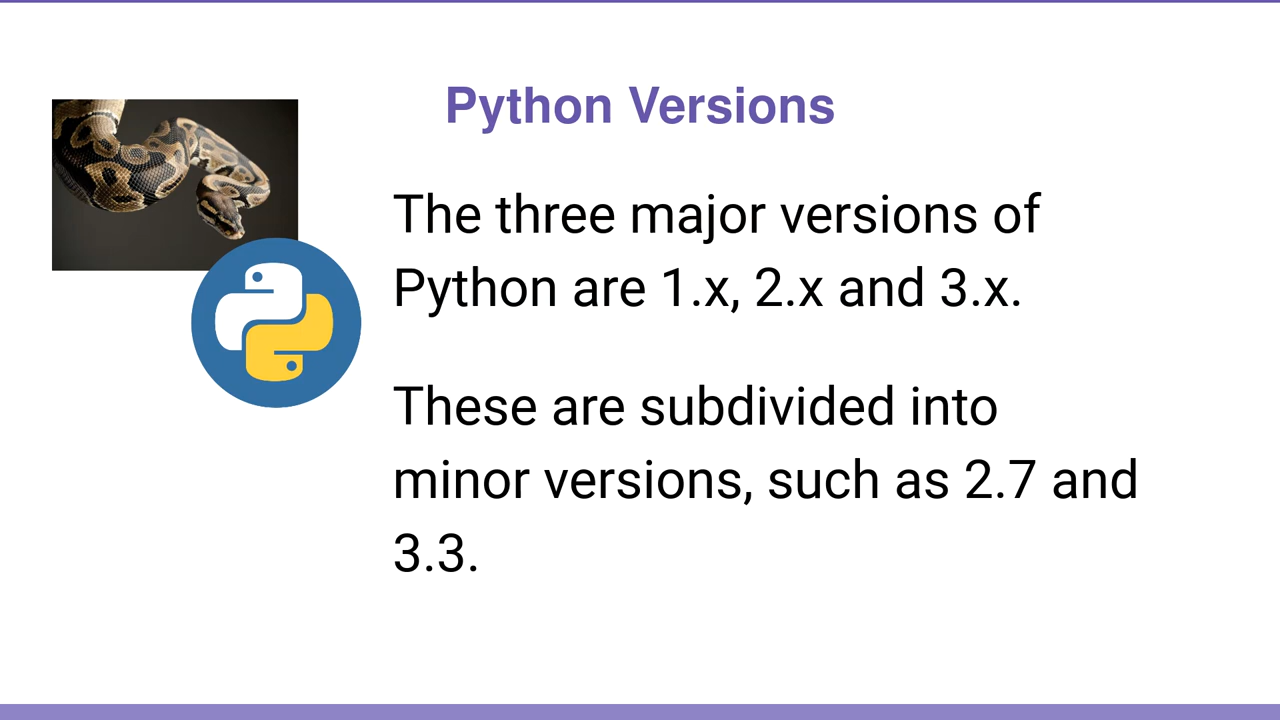 Python Versions
The three major versions of
Python are 1.x, 2.x and 3.x.
These are subdivided into
minor versions, such as 2.7 and
3.3.